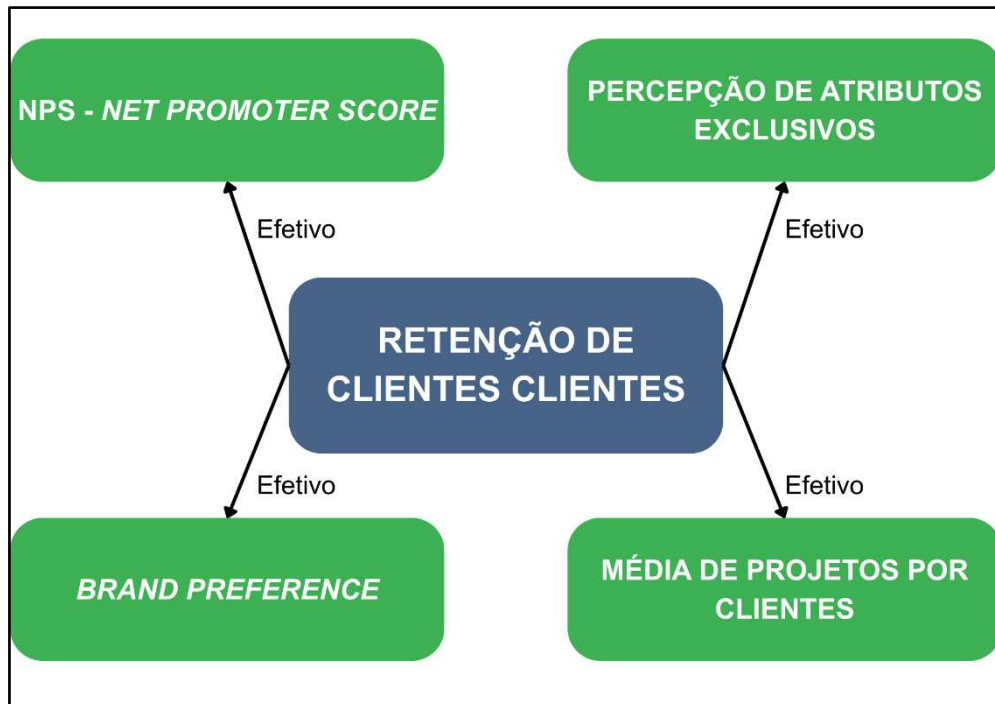 NPS - NET PROMOTER SCORE
PERCEPÇÃO DE ATRIBUTOS
EXCLUSIVOS
Efetivo
Efetivo
RETENÇÃO DE
CLIENTES CLIENTES
Efetivo
Efetivo
BRAND PREFERENCE
MÉDIA DE PROJETOS POR
CLIENTES